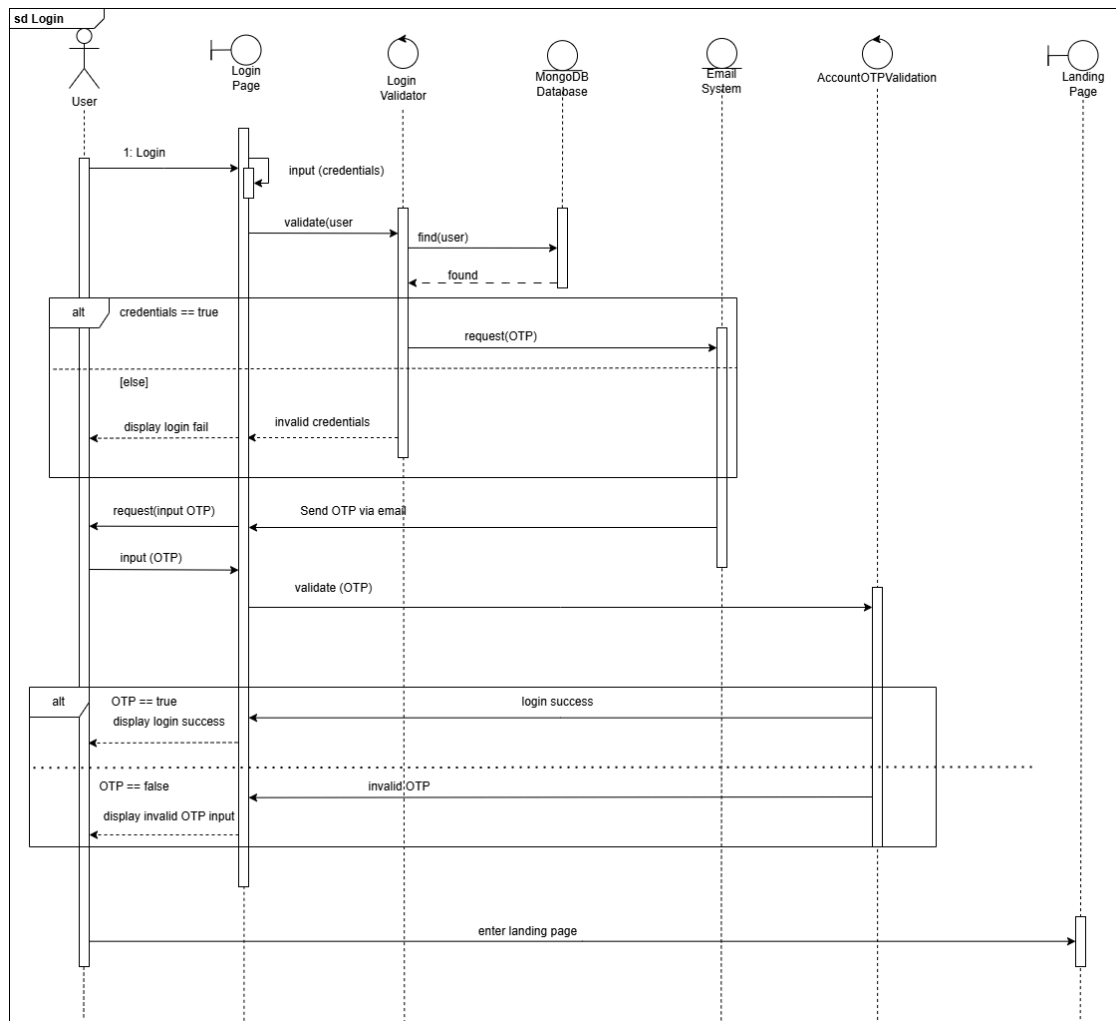 sd Login
User
Login
Page
Login
Validator
MongoDB
Database
Email
System
AccountOTPValidation
Landing
Page
1: Login
input (credentials)
validate(user
find(user)
found
alt
credentials == true
request(OTP)
[else]
invalid credentials
display login fail
request(input OTP)
Send OTP via email
input (OTP)
validate (OTP)
alt
OTP == true
login success
display login success
OTP == false
invalid OTP
display invalid OTP input
enter landing page